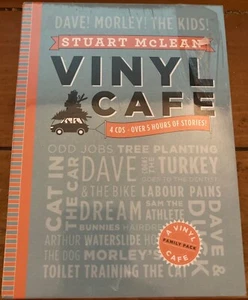 DAVE! MORLEY! THE KIDS!
STUART McLEAN
VINYL
CAFE
4 CDS - OVER 5 HOURS OF STORIES!
ODD JOBS TREE PLANTING
CAT IN THE CAR
DAVE
TURKEY
& THE BIKE LABOUR PAINS
DREAM SAM THE ATHLETE
BUNNIES
ARTHUR WATERSLIDE
THE DOG MORLEY'S
TOILET TRAINING THE CAT
DAVE &
A VINYL
FAMILY PACK
CAFE